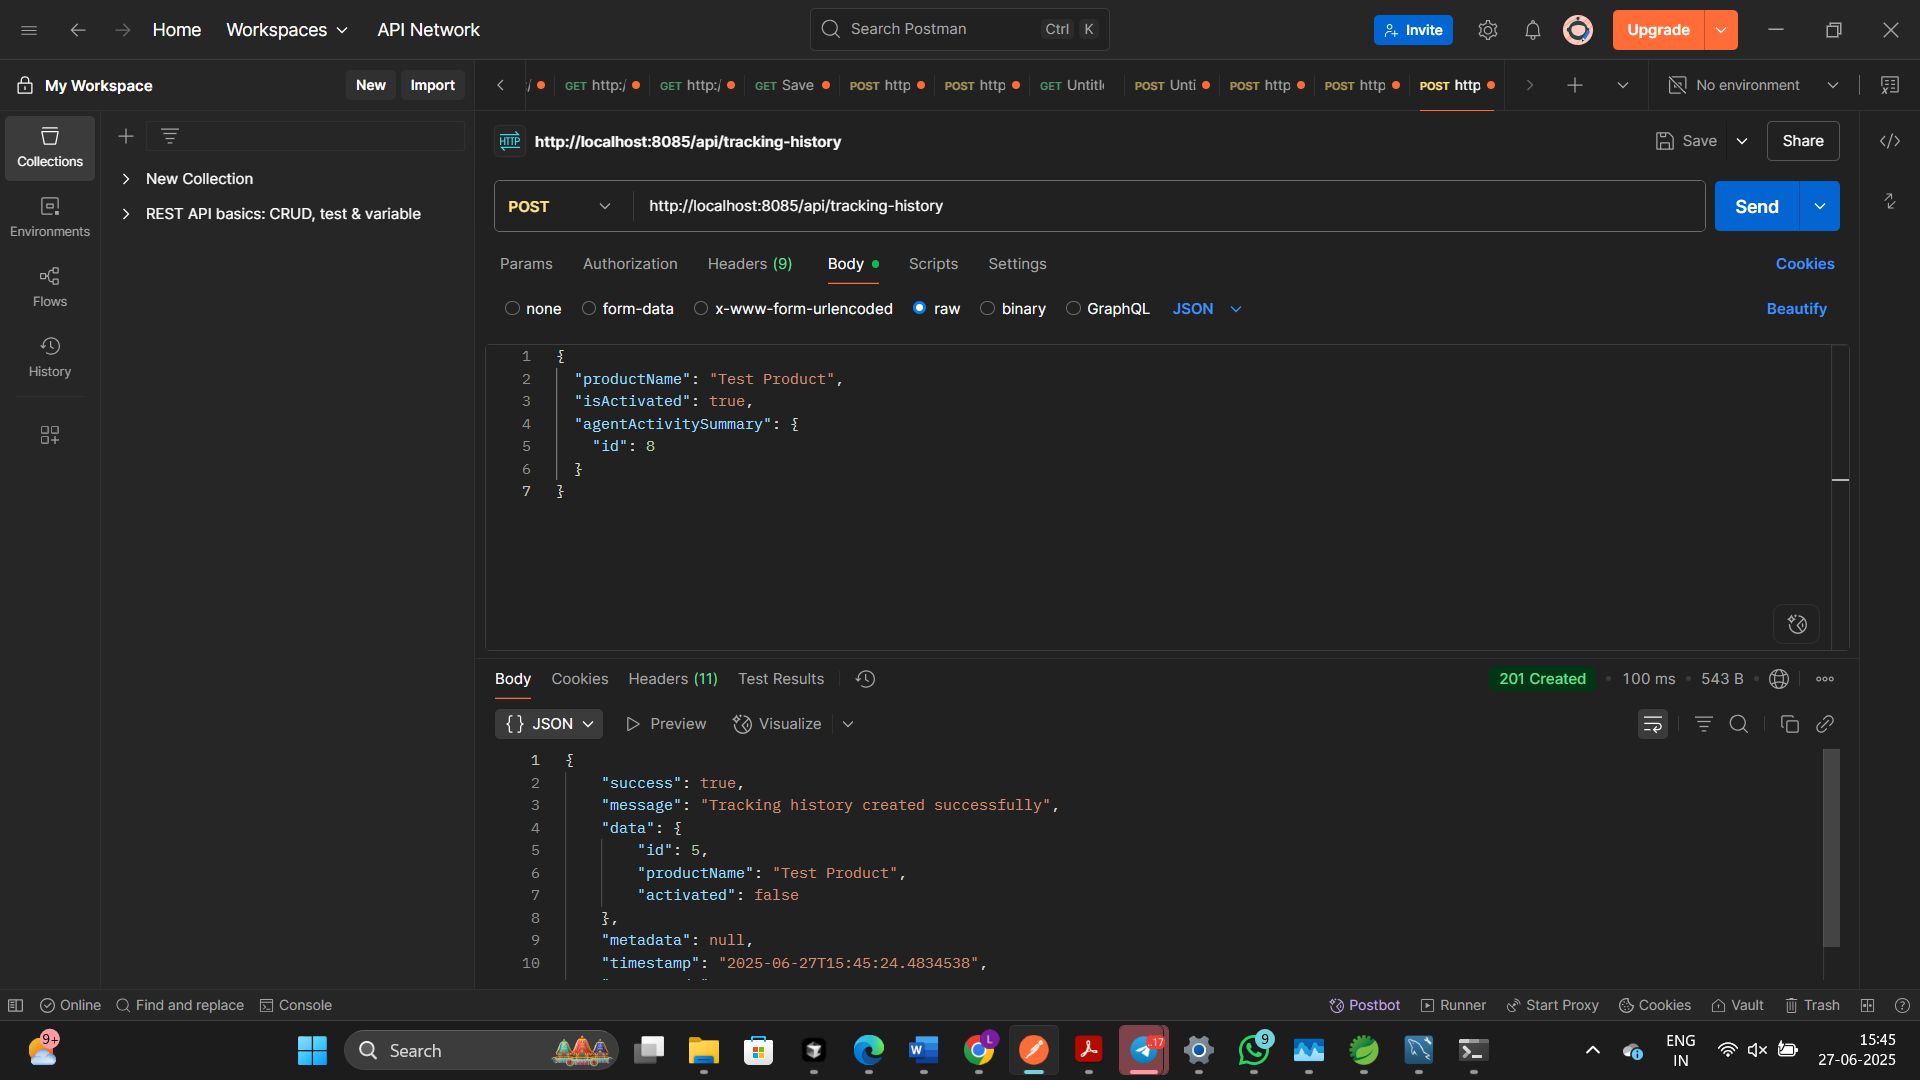 Home
Workspaces
API Network
Search Postman
Ctrl
K
Invite
Upgrade
My Workspace
New
Import
GET http:/
GET http:/
GET Save
POST http
POST http
GET Untitl
POST Unti
POST http
POST http
POST http
No environment
Collections
Environments
Flows
History
New Collection
REST API basics: CRUD, test & variable
HTTP
http://localhost:8085/api/tracking-history
Save
Share
POST
http://localhost:8085/api/tracking-history
Send
Params
Authorization
Headers (9)
Body
Scripts
Settings
Cookies
none
form-data
x-www-form-urlencoded
raw
binary
GraphQL
JSON
Beautify
1 {
2 "productName": "Test Product",
3 "isActivated": true,
4 "agentActivitySummary": {
5 "id": 8
6 }
7 }
Body
Cookies
Headers (11)
Test Results
201 Created
100 ms
543 B
{} JSON
Preview
Visualize
1 {
2 "success": true,
3 "message": "Tracking history created successfully",
4 "data": {
5 "id": 5,
6 "productName": "Test Product",
7 "activated": false
8 },
9 "metadata": null,
10 "timestamp": "2025-06-27T15:45:24.4834538",
Online
Find and replace
Console
Postbot
Runner
Start Proxy
Cookies
Vault
Trash
9+
Search
L
..17
9
ENG
IN
15:45
27-06-2025